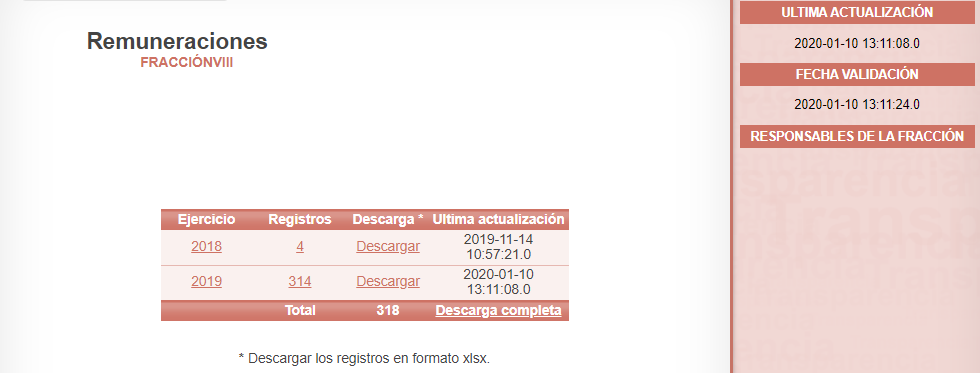 Remuneraciones
FRACCIÓNVIII
Ejercicio Registros Descarga * Ultima actualización
2018 4 Descargar 2019-11-14 10:57:21.0
2019 314 Descargar 2020-01-10 13:11:08.0
Total 318 Descarga completa
* Descargar los registros en formato xlsx.
ULTIMA ACTUALIZACIÓN
2020-01-10 13:11:08.0
FECHA VALIDACIÓN
2020-01-10 13:11:24.0
RESPONSABLES DE LA FRACCIÓN